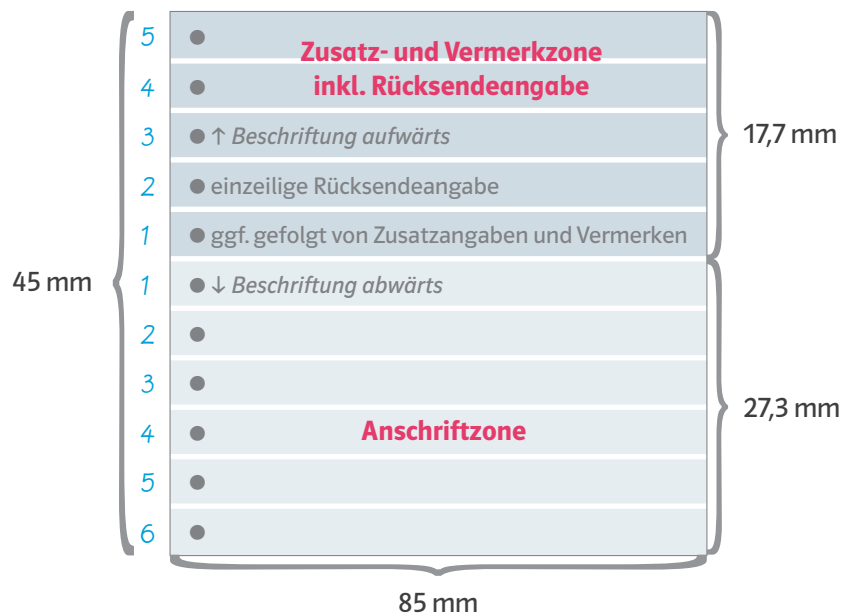 5 ● Zusatz- und Vermerkzone
4 ● inkl. Rücksendeangabe
3 ● ↑ Beschriftung aufwärts
17,7 mm
2 ● einzeilige Rücksendeangabe
1 ● ggf. gefolgt von Zusatzangaben und Vermerken
45 mm
1 ● ↓ Beschriftung abwärts
2 ●
3 ●
27,3 mm
4 ● Anschriftzone
5 ●
6 ●
85 mm